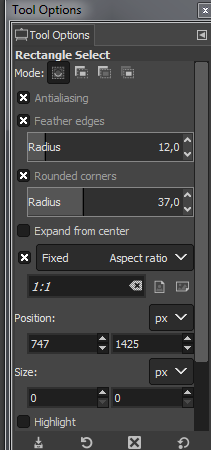 Tool Options
Tool Options
Rectangle Select
Mode:
Antialiasing
Feather edges
Radius 12,0
Rounded corners
Radius 37,0
Expand from center
Fixed Aspect ratio
1:1
Position: px
747 1425
Size: px
0 0
Highlight